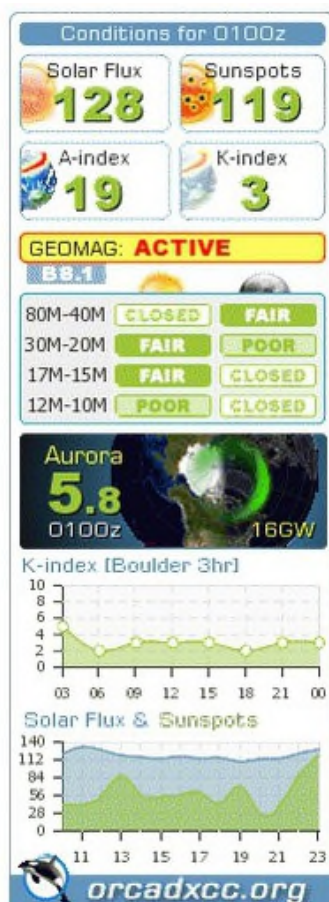 Conditions for 0100z
Solar Flux Sunspots
128 119
A-index K-index
19 3
GEOMAG: ACTIVE
B8.1
80M-40M CLOSED FAIR
30M-20M FAIR POOR
17M-15M FAIR CLOSED
12M-10M POOR CLOSED
Aurora
5.8
0100z 16GW
K-index [Boulder 3hr]
10
8
6
4
2
0
03 06 09 12 15 18 21 00
Solar Flux & Sunspots
140
112
84
56
28
0
11 13 15 17 19 21 23
orcadxcc.org